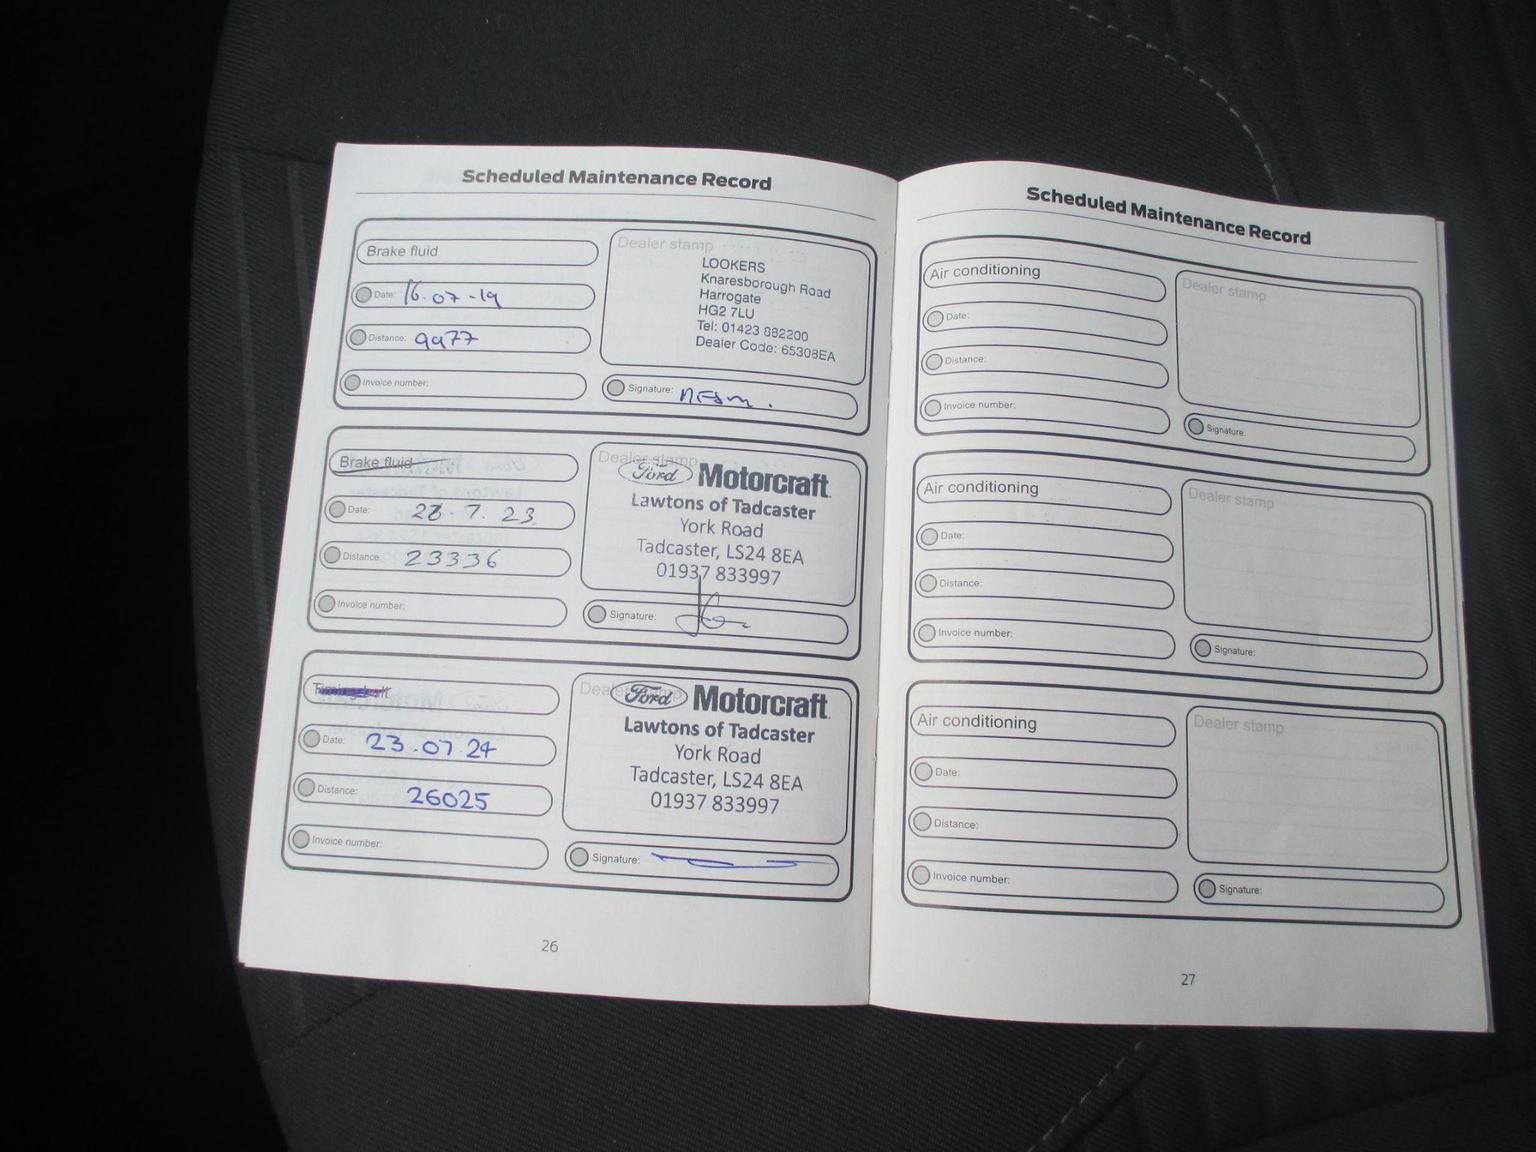 Scheduled Maintenance Record
Brake fluid
Date: 16.07-19
Distance: 9977
Invoice number:
Dealer stamp
LOOKERS
Knaresborough Road
Harrogate
HG2 7LU
Tel: 01423 882200
Dealer Code: 65308EA
Signature:
Brake fluid
Date: 28.7.23
Distance: 23336
Invoice number:
Dealer stamp
Ford Motorcraft
Lawtons of Tadcaster
York Road
Tadcaster, LS24 8EA
01937 833997
Signature:
Date: 23.07.24
Distance: 26025
Invoice number:
Dealer stamp
Ford Motorcraft
Lawtons of Tadcaster
York Road
Tadcaster, LS24 8EA
01937 833997
Signature:
26
Scheduled Maintenance Record
Air conditioning
Date:
Distance:
Invoice number:
Dealer stamp
Signature:
Air conditioning
Date:
Distance:
Invoice number:
Dealer stamp
Signature:
Air conditioning
Date:
Distance:
Invoice number:
Dealer stamp
Signature:
27